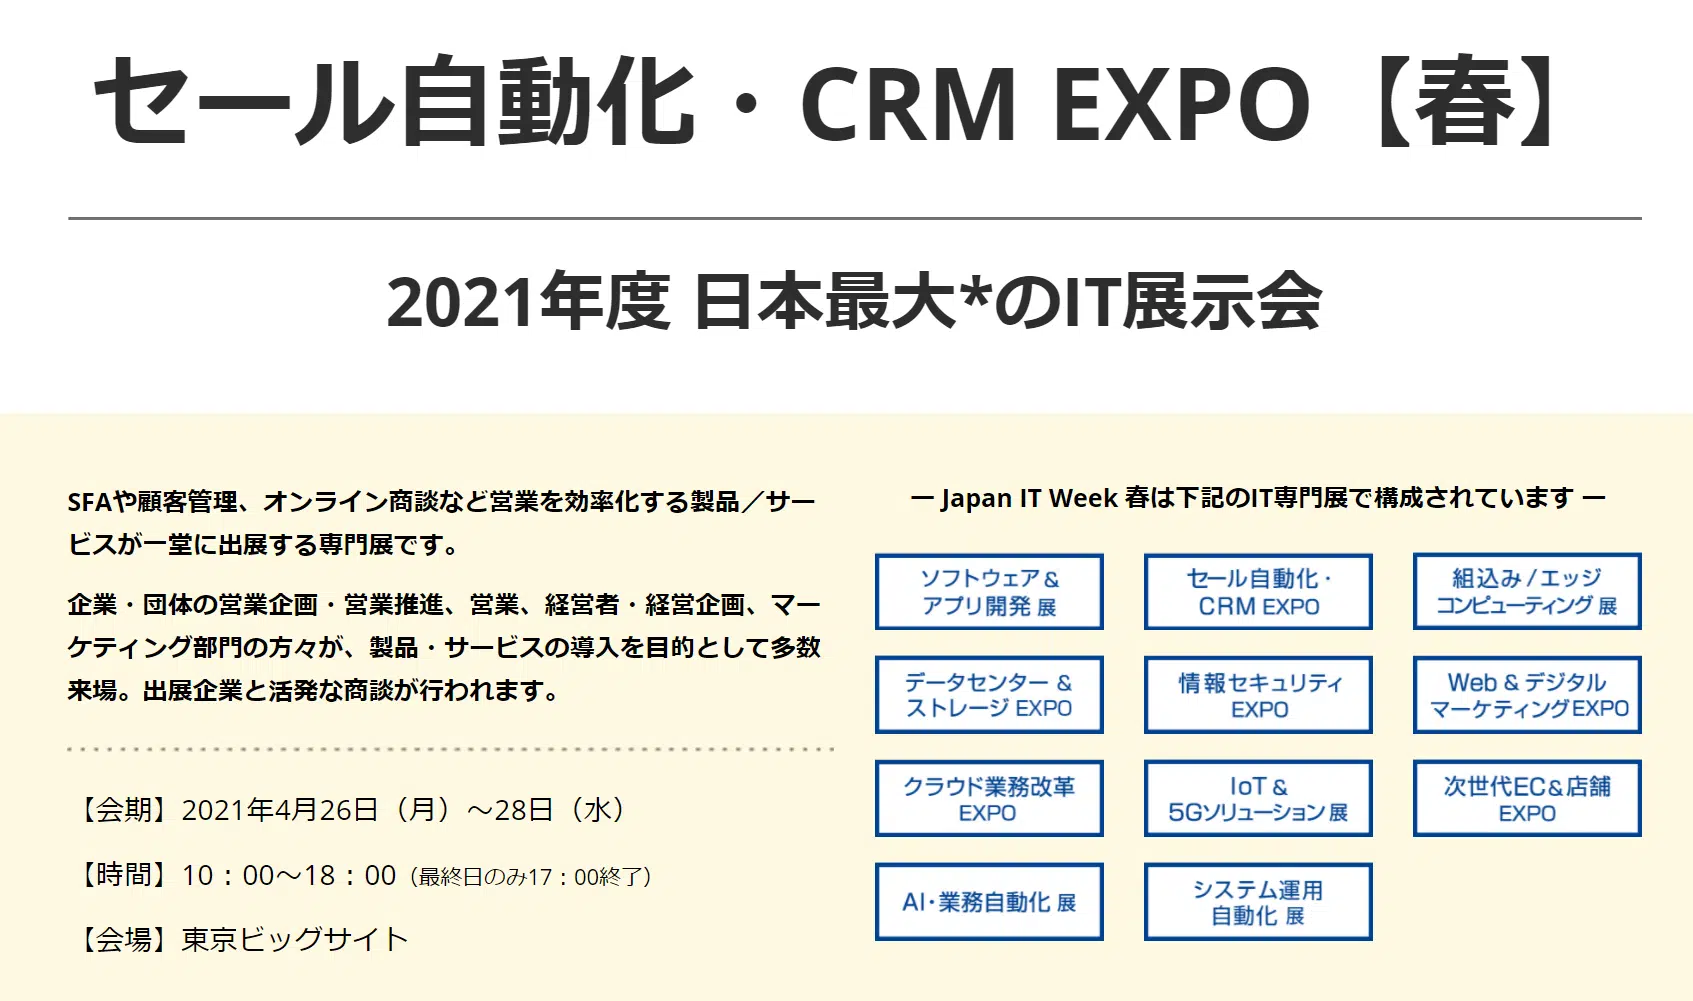 セール自動化・CRM EXPO【春】
2021年度 日本最大*のIT展示会
SFAや顧客管理、オンライン商談など営業を効率化する製品／サー
ビスが一堂に出展する専門展です。
企業・団体の営業企画・営業推進、営業、経営者・経営企画、マー
ケティング部門の方々が、製品・サービスの導入を目的として多数
来場。出展企業と活発な商談が行われます。
【会期】2021年4月26日（月）～28日（水）
【時間】10：00～18：00（最終日のみ17：00終了）
【会場】東京ビッグサイト
ー Japan IT Week 春は下記のIT専門展で構成されています ー
ソフトウェア &
アプリ開発 展
セール自動化・
CRM EXPO
組込み / エッジ
コンピューティング 展
データセンター &
ストレージ EXPO
情報セキュリティ
EXPO
Web & デジタル
マーケティングEXPO
クラウド業務改革
EXPO
IoT &
5Gソリューション 展
次世代EC&店舗
EXPO
AI・業務自動化 展
システム運用
自動化 展